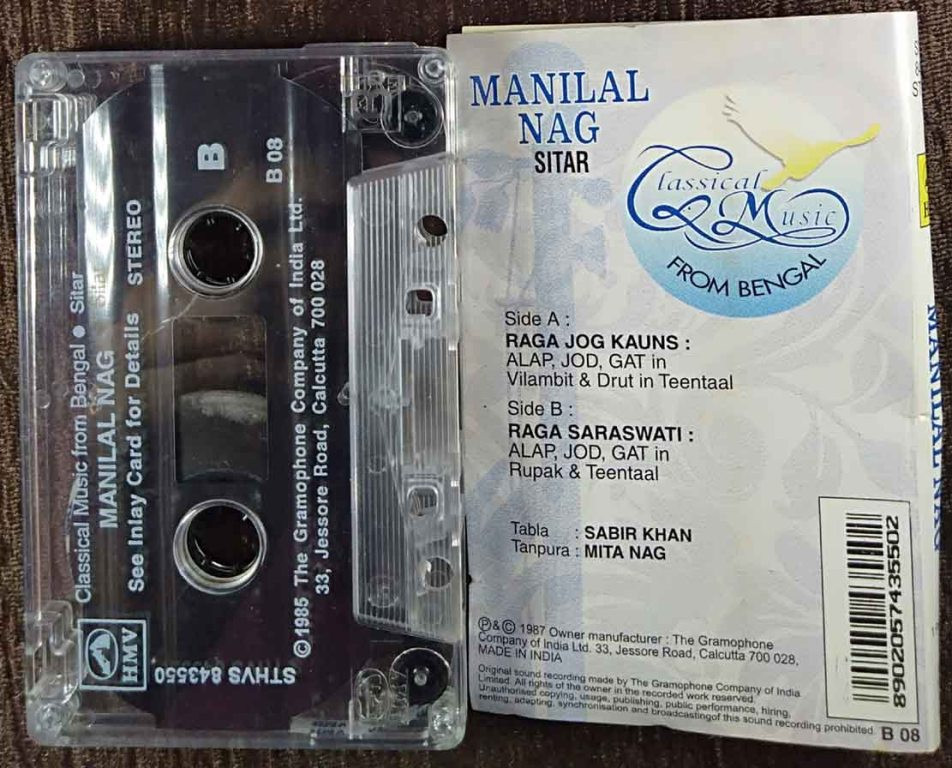 B
B 08
Classical Music from Bengal ● Sitar
MANILAL NAG
See Inlay Card for Details STEREO
©1985 The Gramophone Company of India Ltd.
33, Jessore Road, Calcutta 700 028
HMV
STHVS 843550
MANILAL
NAG
SITAR
Classical
Music
FROM BENGAL
Side A :
RAGA JOG KAUNS :
ALAP, JOD, GAT in
Vilambit & Drut in Teentaal
Side B :
RAGA SARASWATI :
ALAP, JOD, GAT in
Rupak & Teentaal
Tabla : SABIR KHAN
Tanpura : MITA NAG
℗&© 1987 Owner manufacturer : The Gramophone
Company of India Ltd. 33, Jessore Road, Calcutta 700 028,
MADE IN INDIA
Original sound recording made by The Gramophone Company of India
Limited. All rights of the owner in the recorded work reserved.
Unauthorised copying, usage, publishing, public performance, hiring,
renting, adapting, synchronisation and broadcastingof this sound recording prohibited.
B 08
89022057435502